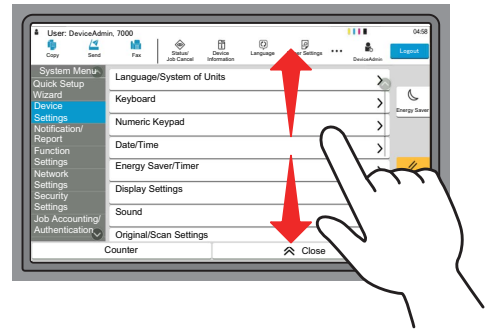 User: DeviceAdmin, 7000
04:58
Copy
Send
Fax
Status/
Job Cancel
Device
Information
Language
User Settings
DeviceAdmin
Logout
System Menu
Quick Setup
Wizard
Device
Settings
Notification/
Report
Function
Settings
Network
Settings
Security
Settings
Job Accounting/
Authentication
Language/System of Units
Keyboard
Numeric Keypad
Date/Time
Energy Saver/Timer
Display Settings
Sound
Original/Scan Settings
Energy Saver
Counter
Close